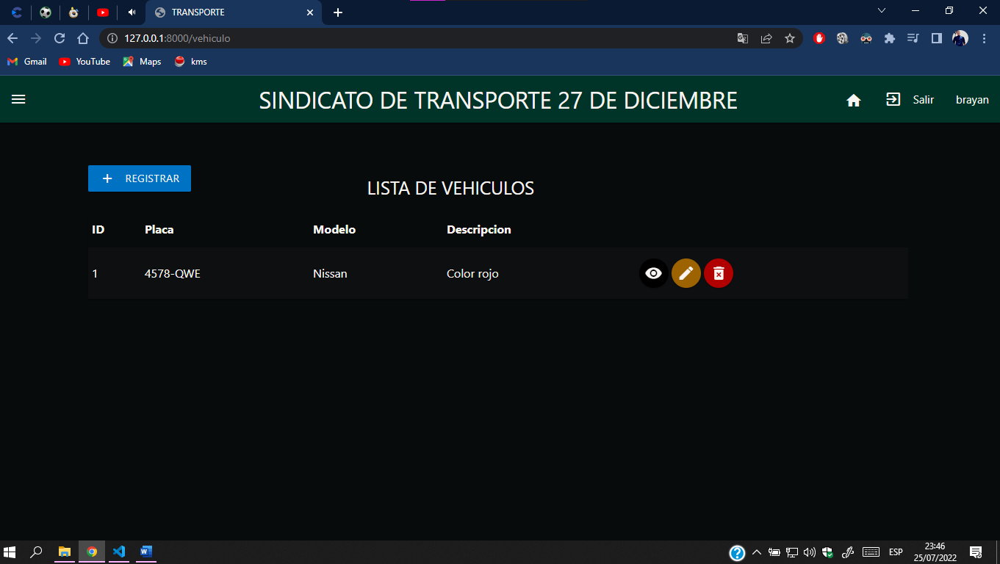 TRANSPORTE
127.0.0.1:8000/vehiculo
Gmail YouTube Maps kms
SINDICATO DE TRANSPORTE 27 DE DICIEMBRE Salir brayan
REGISTRAR
LISTA DE VEHICULOS
ID Placa Modelo Descripcion
1 4578-QWE Nissan Color rojo
ESP
23:46
25/07/2022